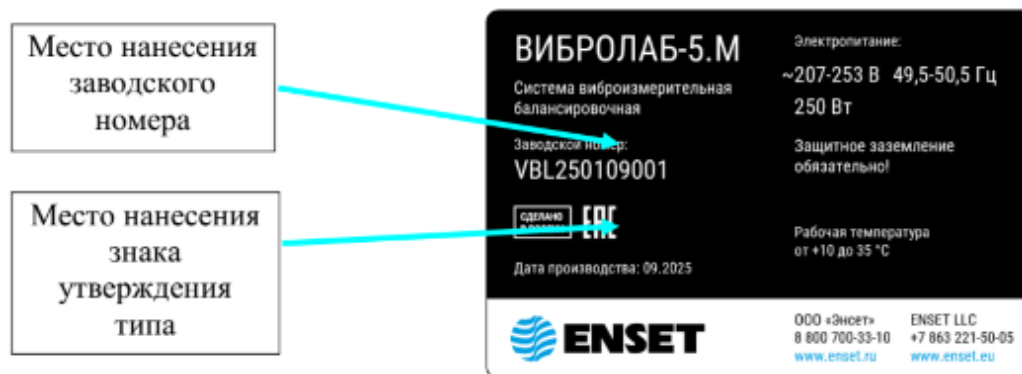 Место нанесения
заводского
номера
Место нанесения
знака
утверждения
типа
ВИБРОЛАБ-5.М
Система виброизмерительная
балансировочная
Заводской номер:
VBL250109001
СДЕЛАНО
EAC
Дата производства: 09.2025
Электропитание:
~207-253 В 49,5-50,5 Гц
250 Вт
Защитное заземление
обязательно!
Рабочая температура
от +10 до 35 °C
ENSET
ООО «Энсет»
8 800 700-33-10
www.enset.ru
ENSET LLC
+7 863 221-50-05
www.enset.eu